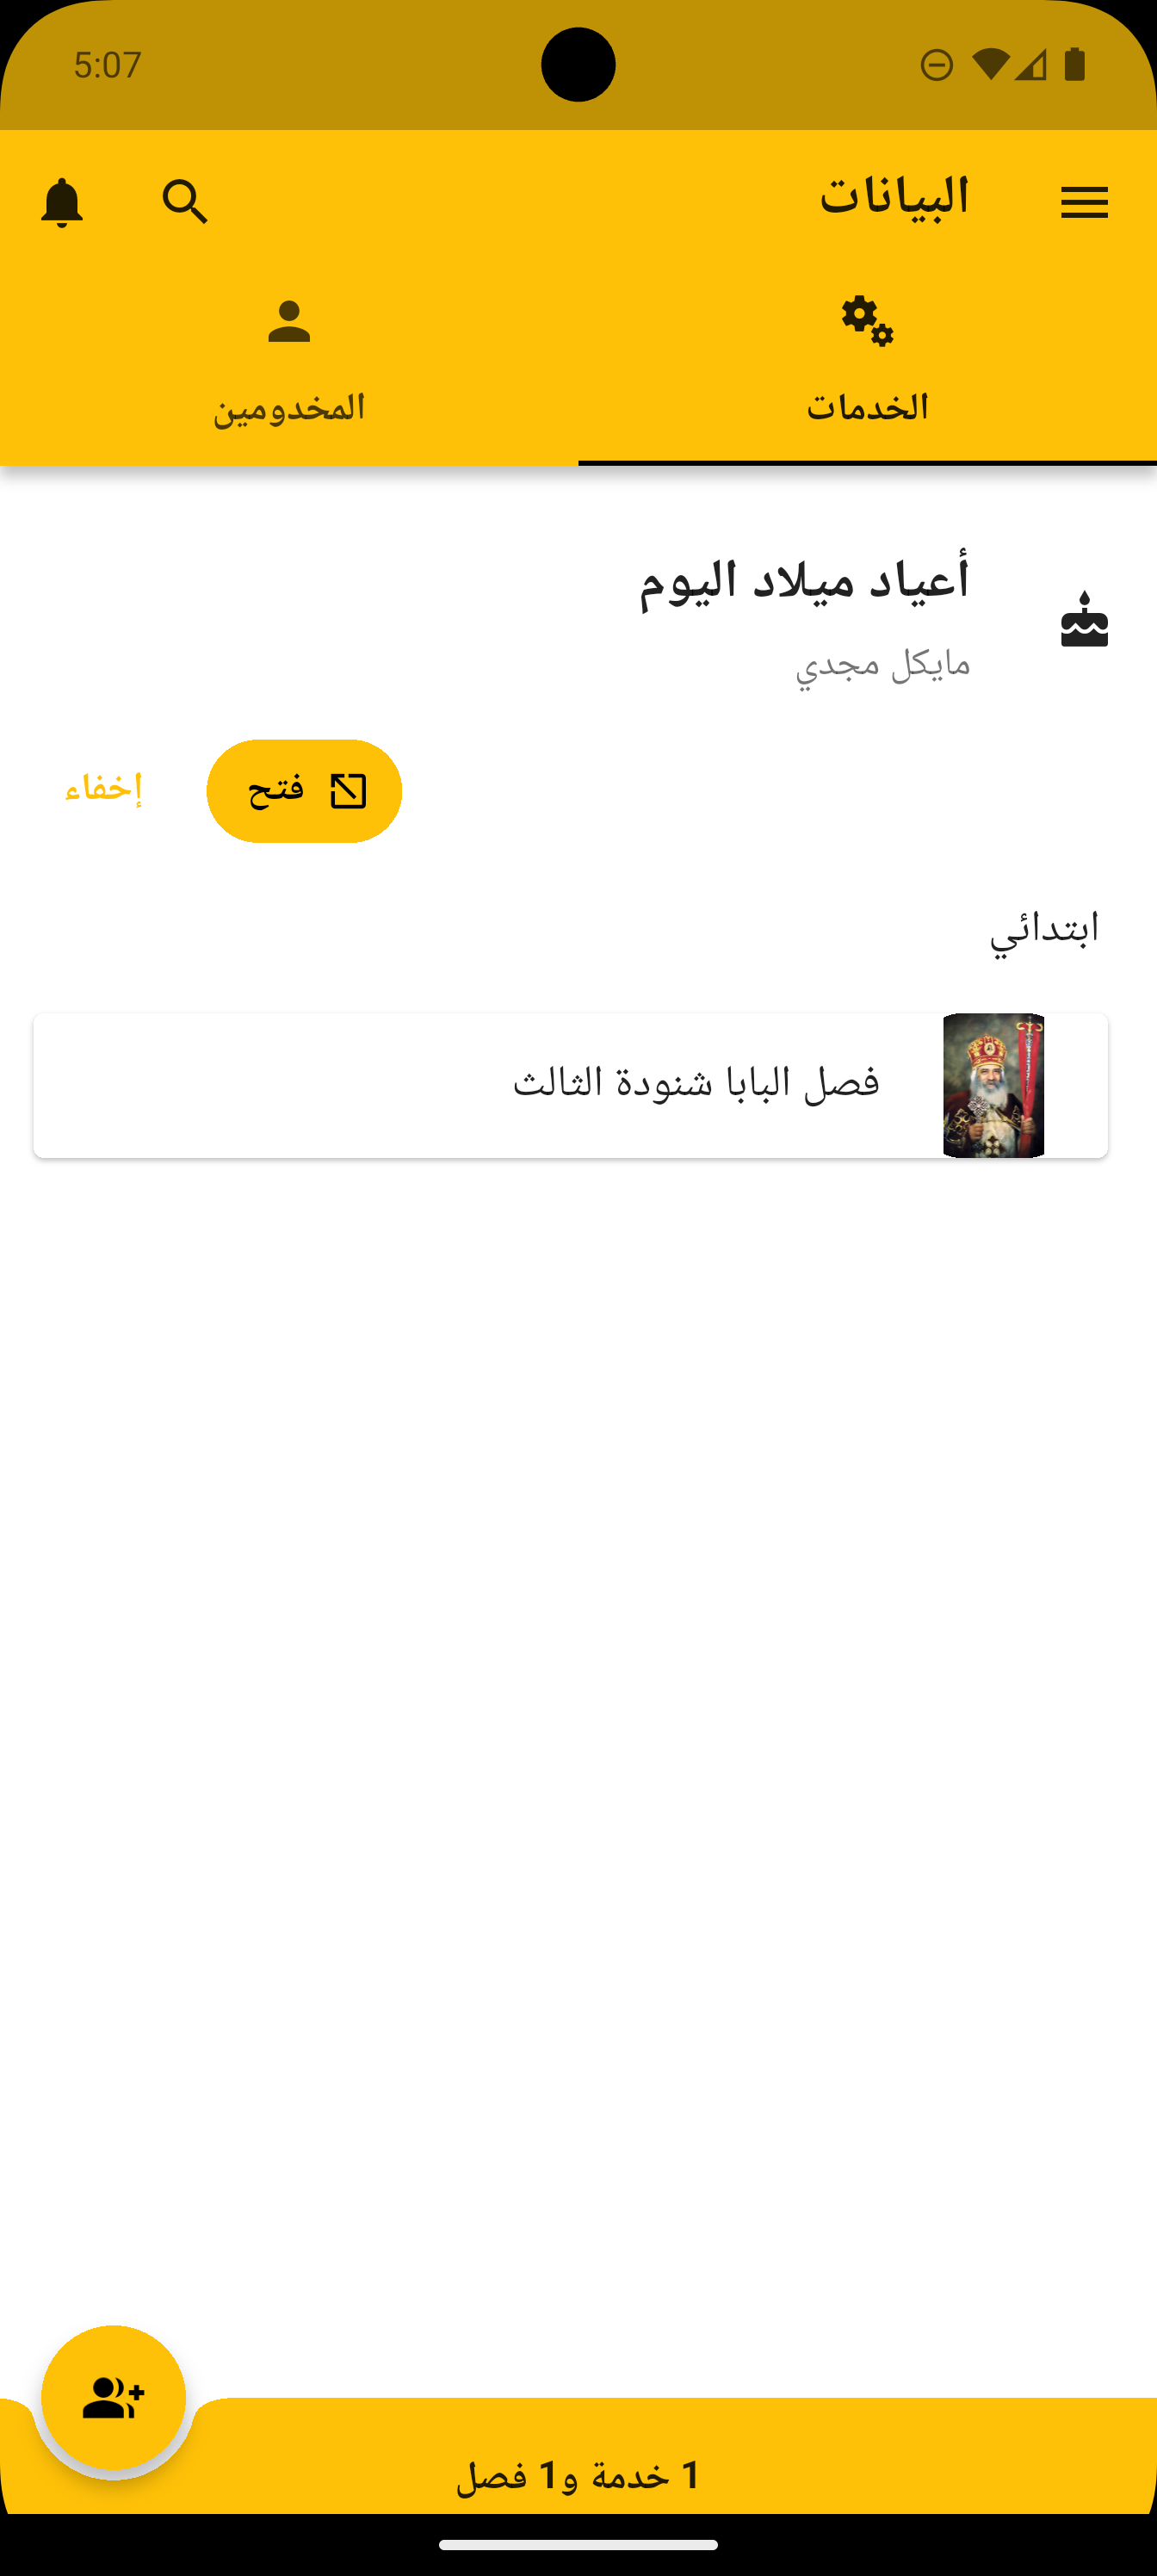 5:07
البيانات
الخدمات
المخدومين
أعياد ميلاد اليوم
مايكل مجدي
فتح
إخفاء
ابتدائي
فصل البابا شنودة الثالث
1 خدمة و1 فصل